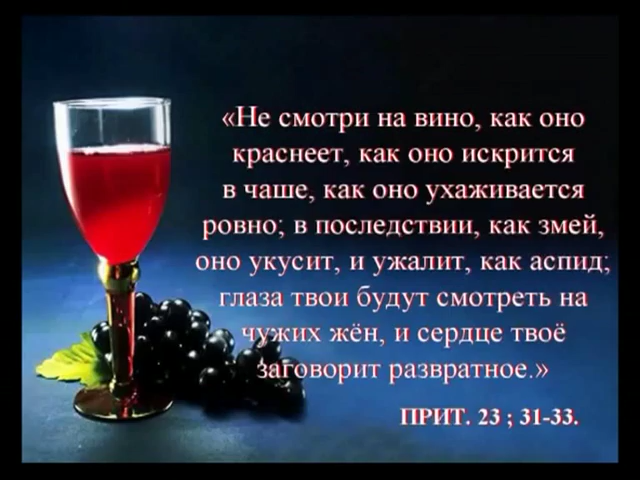 «Не смотри на вино, как оно
краснеет, как оно искрится
в чаше, как оно ухаживается
ровно; в последствии, как змей,
оно укусит, и ужалит, как аспид;
глаза твои будут смотреть на
чужих жён, и сердце твоё
заговорит развратное.»
ПРИТ. 23 ; 31-33.